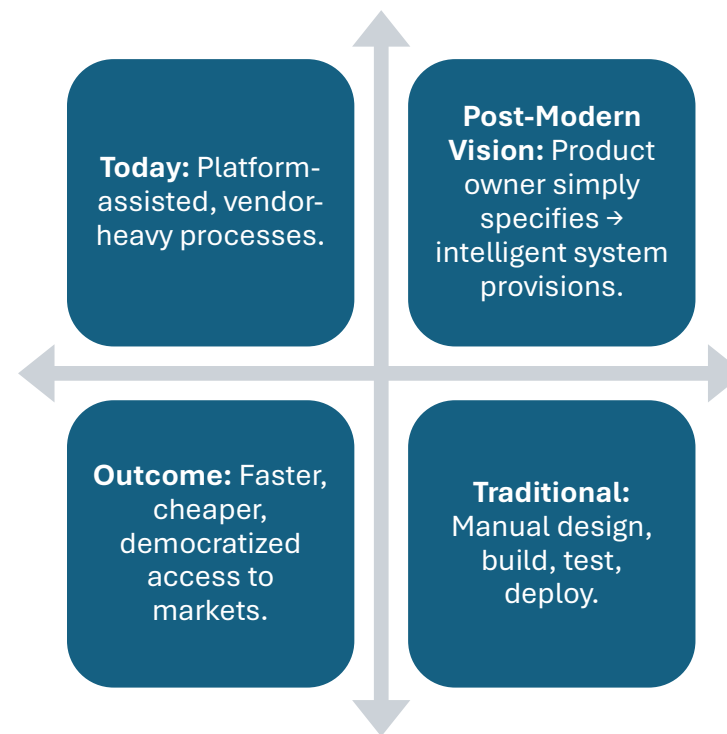 Today: Platform-
assisted, vendor-
heavy processes.
Post-Modern
Vision: Product
owner simply
specifies →
intelligent system
provisions.
Outcome: Faster,
cheaper,
democratized
access to
markets.
Traditional:
Manual design,
build, test,
deploy.